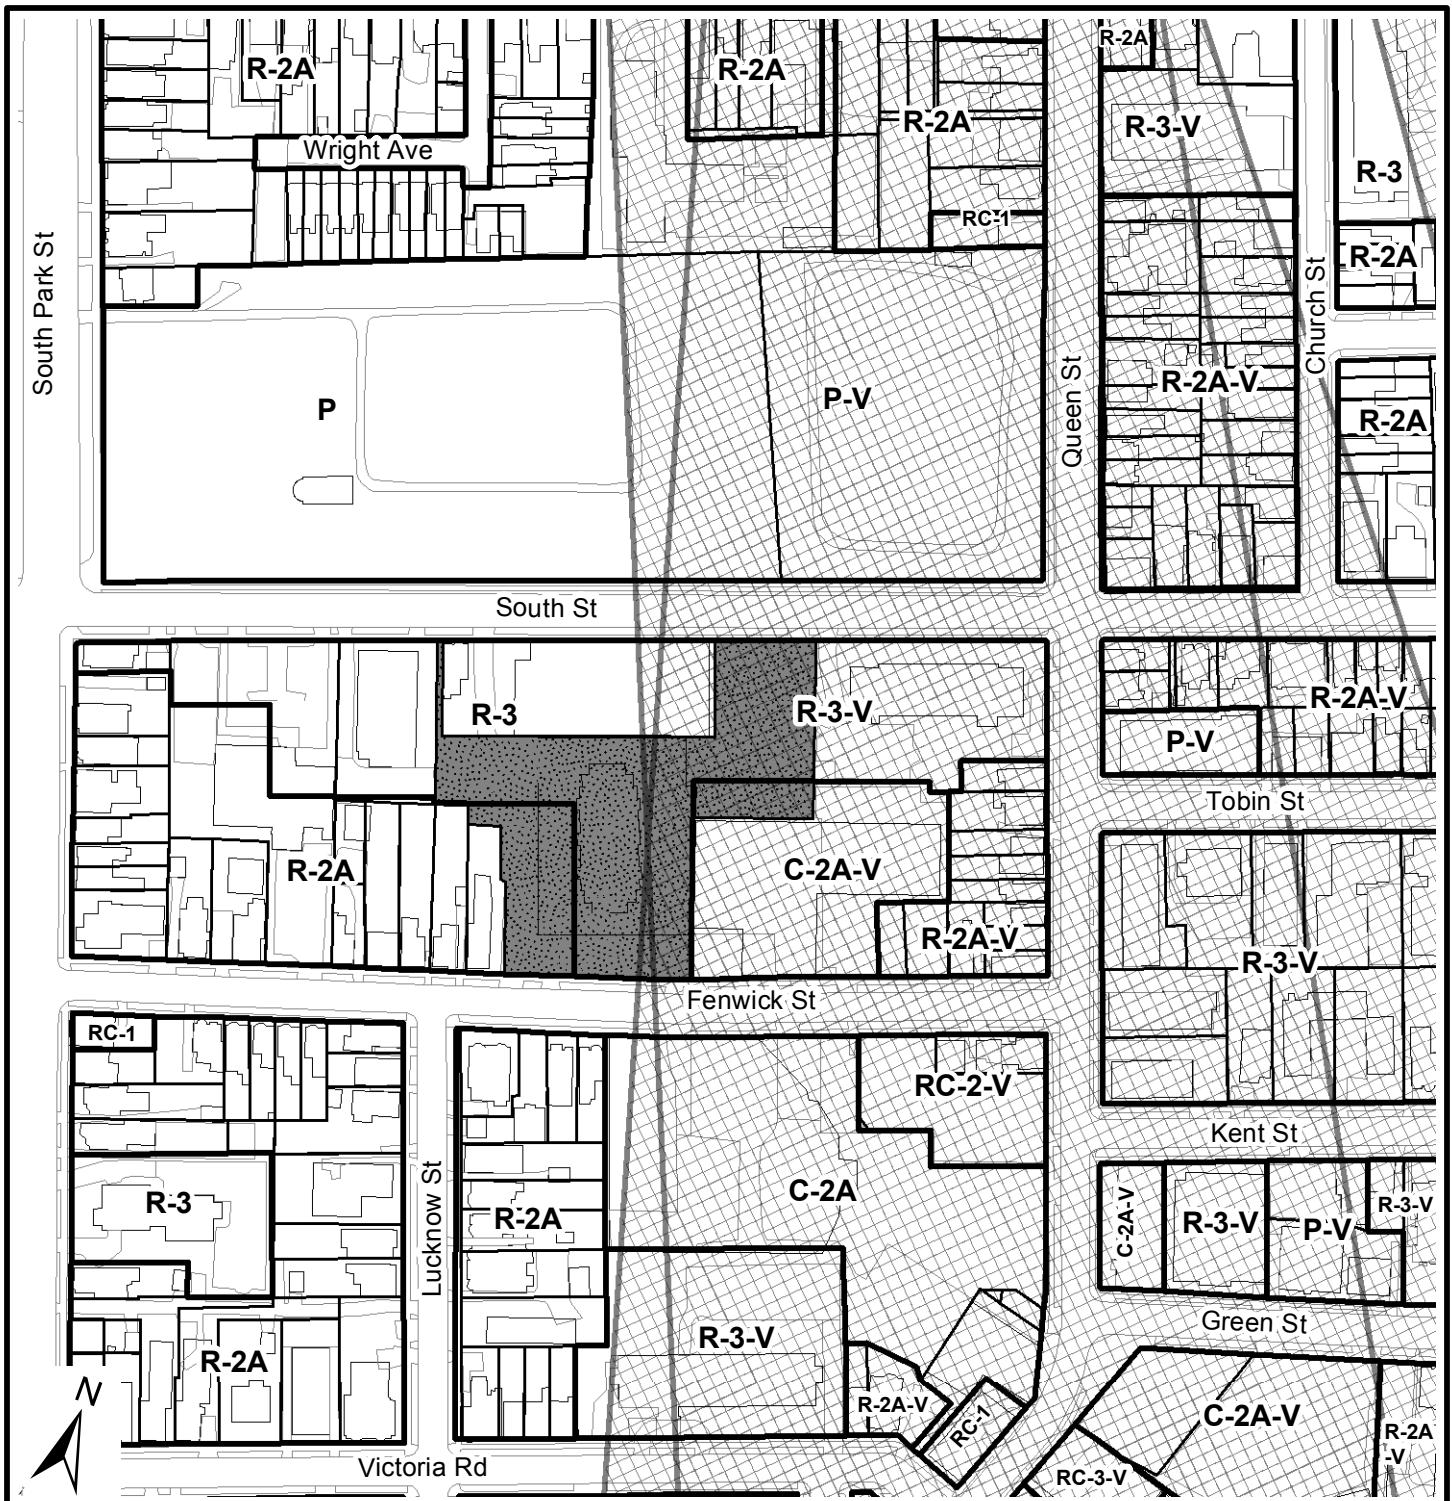 R-2A
R-2A
R-2A
R-2A
R-3-V
Wright Ave
R-3
RC-1
R-2A
South Park St
Church St
P
P-V
Queen St
R-2A-V
R-2A
South St
R-3
R-3-V
R-2A-V
P-V
Tobin St
R-2A
C-2A-V
R-2A-V
R-3-V
Fenwick St
RC-1
RC-2-V
Kent St
R-3
Lucknow St
R-2A
C-2A
C-2A-V
R-3-V
P-V
R-3-V
Green St
R-2A
R-3-V
R-2A-V
RC-1
C-2A-V
R-2A
-V
N
Victoria Rd
RC-3-V